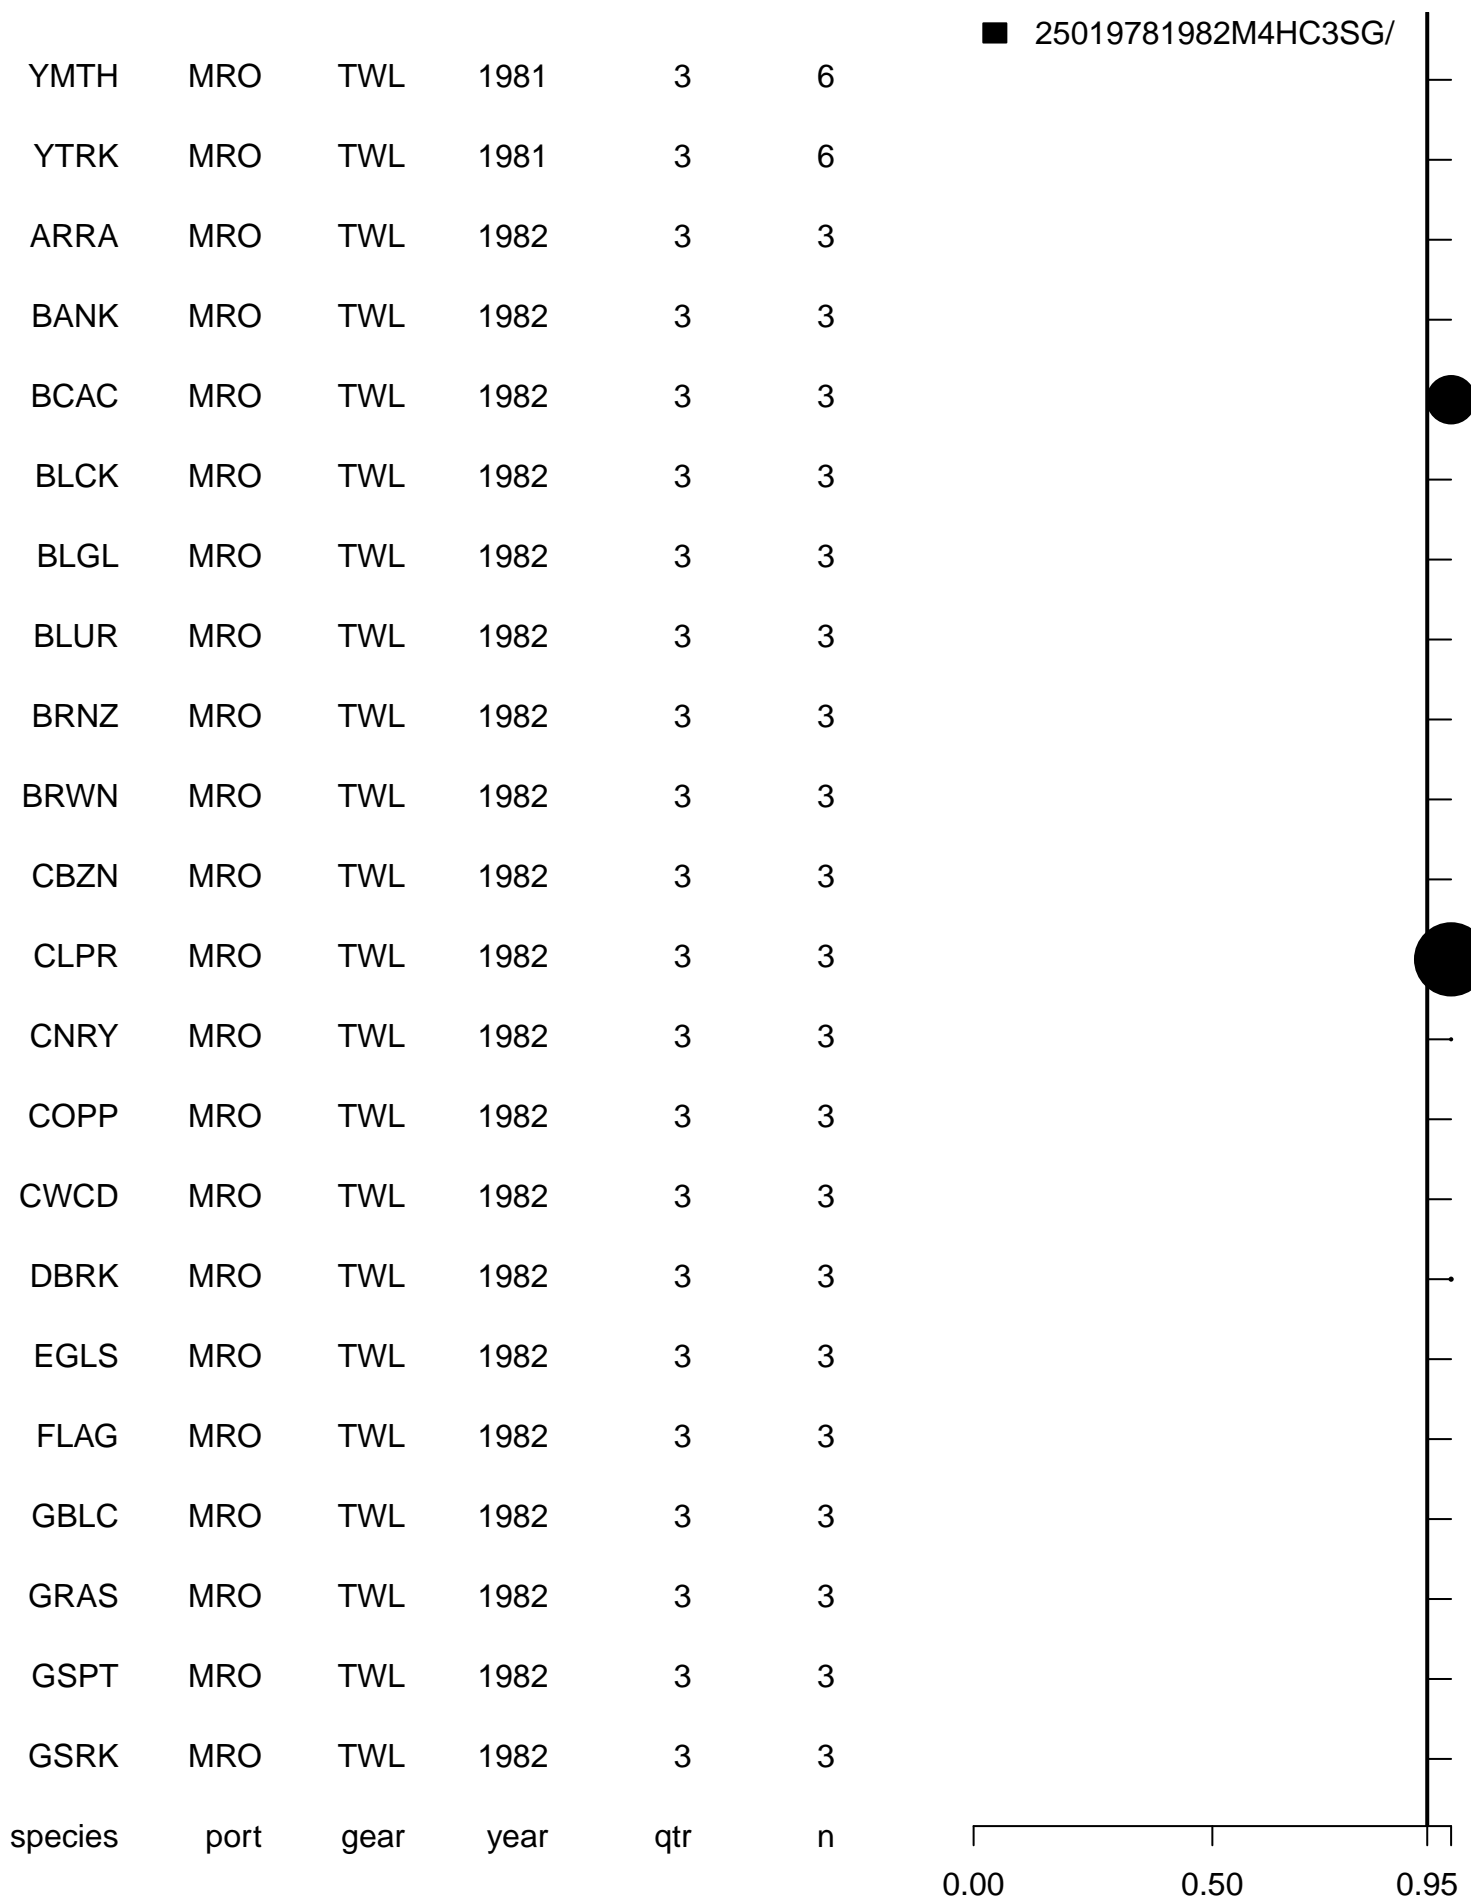 25019781982M4HC3SG/
YMTH MRO TWL 1981 3 6
YTRK MRO TWL 1981 3 6
ARRA MRO TWL 1982 3 3
BANK MRO TWL 1982 3 3
BCAC MRO TWL 1982 3 3
BLCK MRO TWL 1982 3 3
BLGL MRO TWL 1982 3 3
BLUR MRO TWL 1982 3 3
BRNZ MRO TWL 1982 3 3
BRWN MRO TWL 1982 3 3
CBZN MRO TWL 1982 3 3
CLPR MRO TWL 1982 3 3
CNRY MRO TWL 1982 3 3
COPP MRO TWL 1982 3 3
CWCD MRO TWL 1982 3 3
DBRK MRO TWL 1982 3 3
EGLS MRO TWL 1982 3 3
FLAG MRO TWL 1982 3 3
GBLC MRO TWL 1982 3 3
GRAS MRO TWL 1982 3 3
GSPT MRO TWL 1982 3 3
GSRK MRO TWL 1982 3 3
species port gear year qtr n
0.00 0.50 0.95